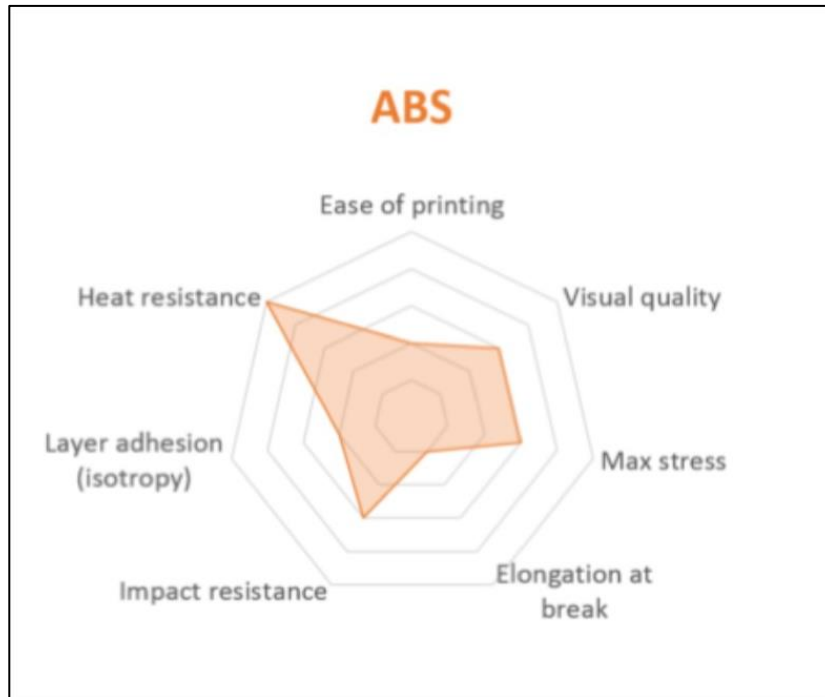 ABS
Ease of printing
Heat resistance
Visual quality
Layer adhesion
(isotropy)
Max stress
Impact resistance
Elongation at
break